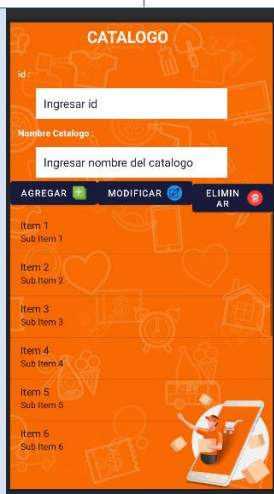 CATALOGO
id :
Ingresar id
Nombre Catalogo :
Ingresar nombre del catalogo
AGREGAR MODIFICAR ELIMIN
AR
Item 1
Sub Item 1
Item 2
Sub Item 2
Item 3
Sub Item 3
Item 4
Sub Item 4
Item 5
Sub Item 5
Item 6
Sub Item 6